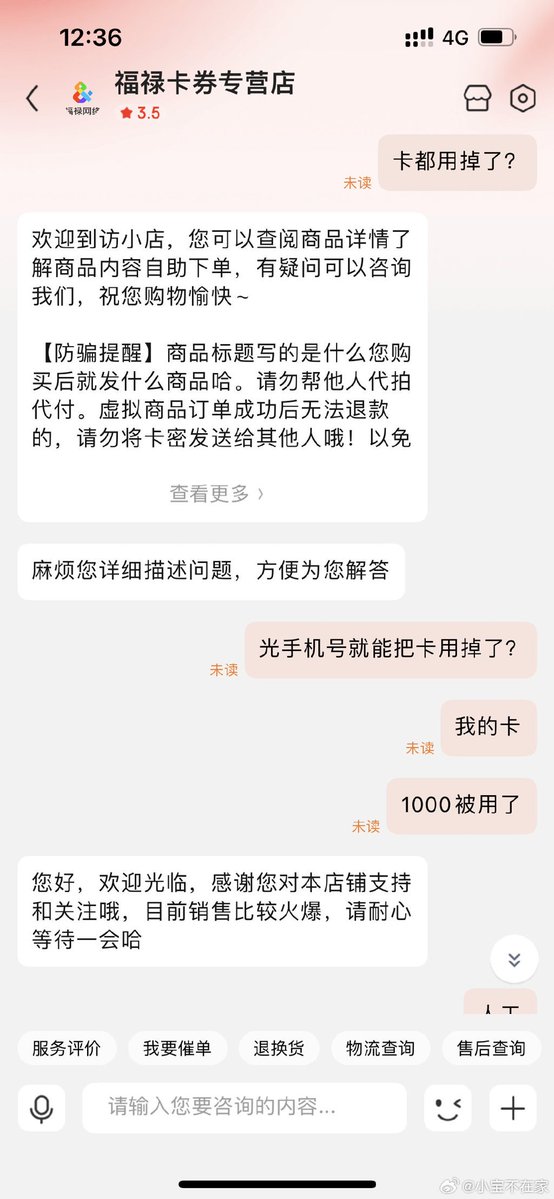 12:36
4G
福禄卡券专营店
福禄网络
3.5
卡都用掉了？
未读
欢迎到访小店，您可以查阅商品详情了
解商品内容自助下单，有疑问可以咨询
我们，祝您购物愉快~
【防骗提醒】商品标题写的是什么您购
买后就发什么商品哈。请勿帮他人代拍
代付。虚拟商品订单成功后无法退款
的，请勿将卡密发送给其他人哦！以免
查看更多 >
麻烦您详细描述问题，方便为您解答
光手机号就能把卡用掉了？
未读
我的卡
未读
1000被用了
未读
您好，欢迎光临，感谢您对本店铺支持
和关注哦，目前销售比较火爆，请耐心
等待一会哈
服务评价
我要催单
退换货
物流查询
售后查询
请输入您要咨询的内容...
@小宝不在家